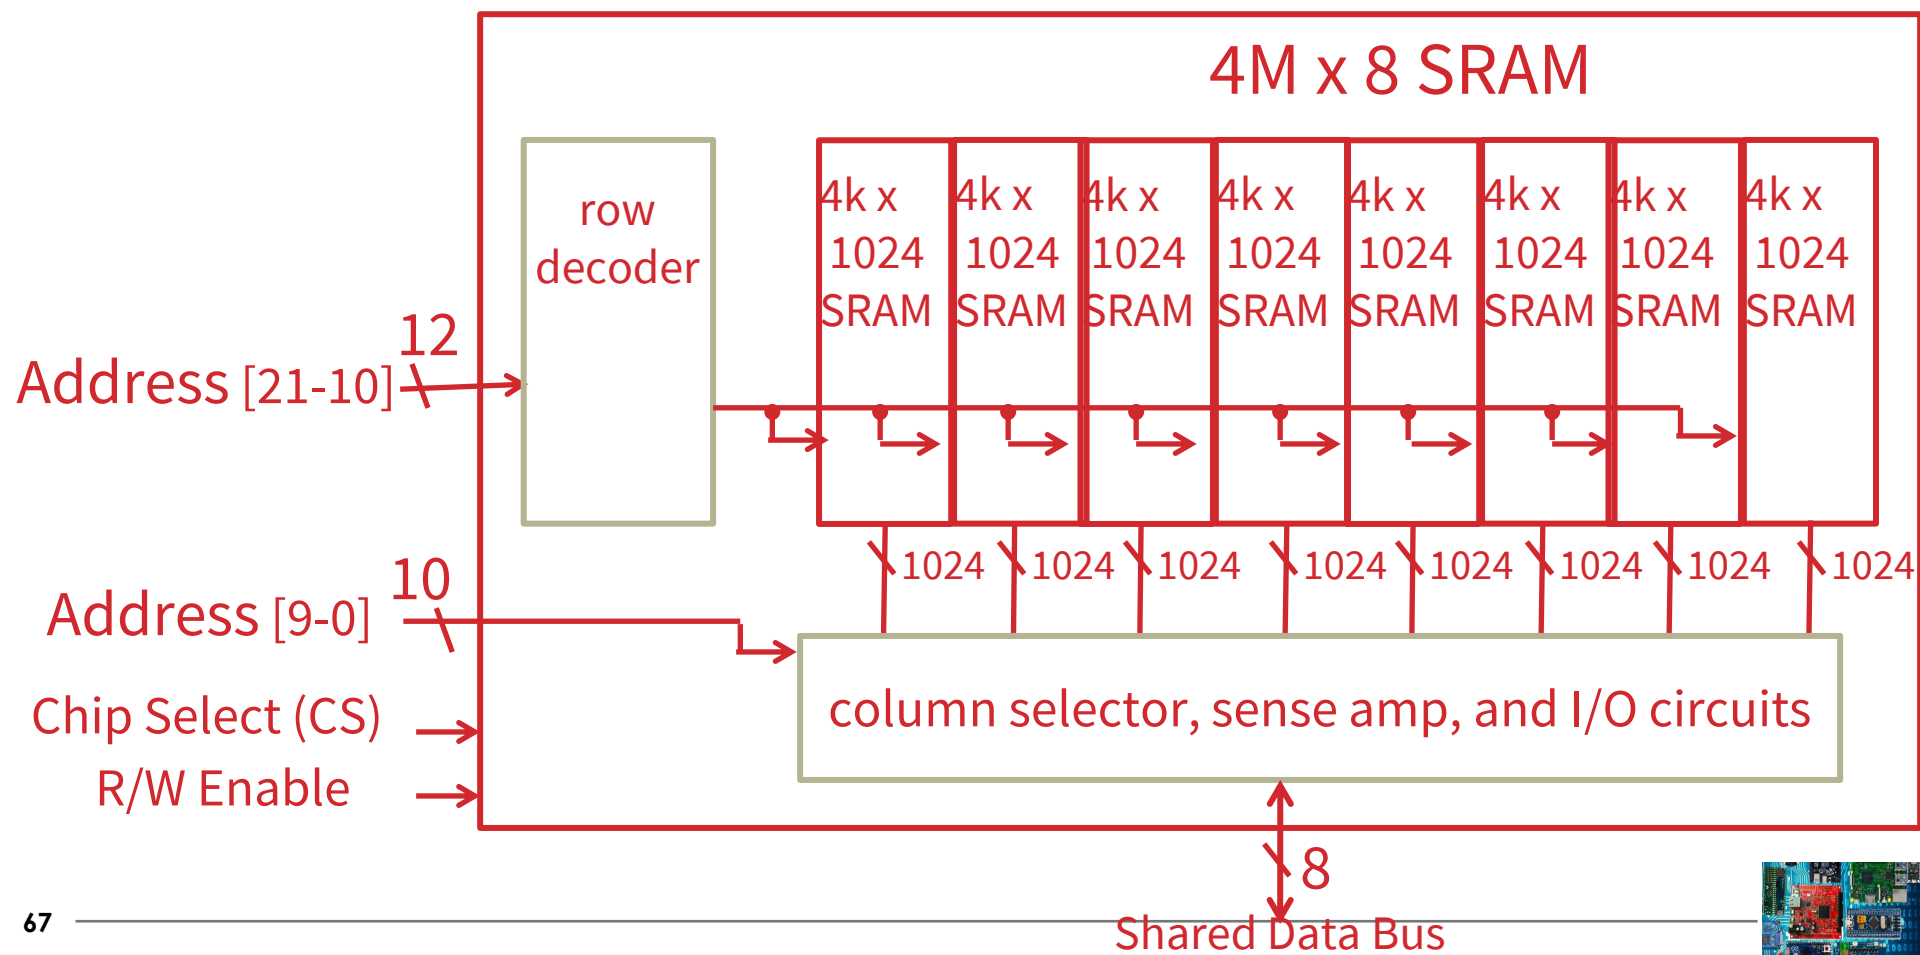 4M x 8 SRAM
row
decoder
4k x
1024
SRAM
4k x
1024
SRAM
4k x
1024
SRAM
4k x
1024
SRAM
4k x
1024
SRAM
4k x
1024
SRAM
4k x
1024
SRAM
4k x
1024
SRAM
12
Address [21-10]
1024
1024
1024
1024
1024
1024
1024
1024
10
Address [9-0]
column selector, sense amp, and I/O circuits
Chip Select (CS)
R/W Enable
8
Shared Data Bus
67